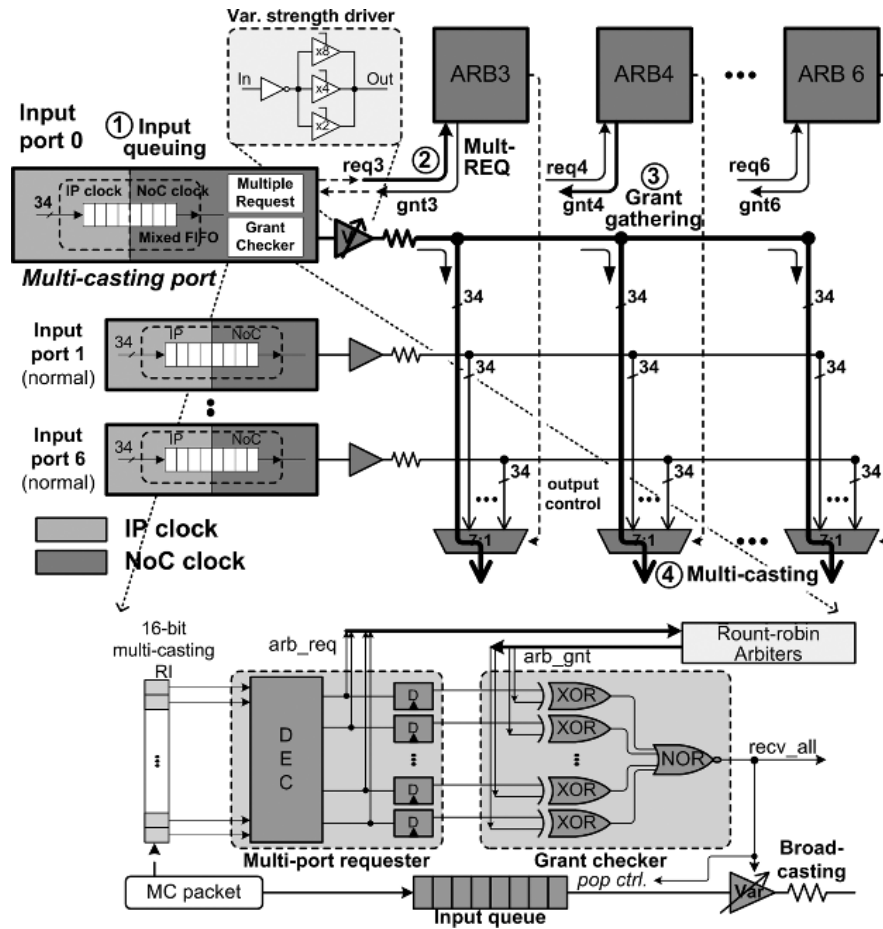 Var. strength driver
x8
In
x4
Out
x2
ARB3
ARB4
•••
ARB 6
Input
port 0
① Input
queuing
req3
②
Mult-
REQ
gnt3
req4
gnt4
③
Grant
gathering
req6
gnt6
IP clock
NoC clock
34
Mixed FIFO
Multiple
Request
Grant
Checker
V
Multi-casting port
34
34
34
Input
port 1
(normal)
34
IP
NoC
34
34
34
Input
port 6
(normal)
34
IP
NoC
34
34
34
•••
•••
•••
output
control
IP clock
NoC clock
7:1
7:1
•••
7:1
④ Multi-casting
16-bit
multi-casting
RI
arb_req
arb_gnt
Rount-robin
Arbiters
D
E
C
D
D
•••
D
D
XOR
XOR
•••
XOR
XOR
NOR
recv_all
Multi-port requester
Grant checker
Broad-
casting
MC packet
Input queue
pop ctrl.
Var